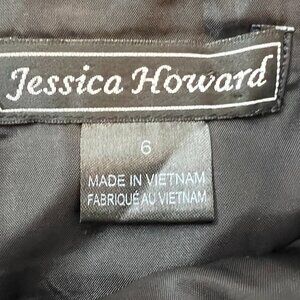 Jessica Howard
6
MADE IN VIETNAM
FABRIQUÉ AU VIETNAM